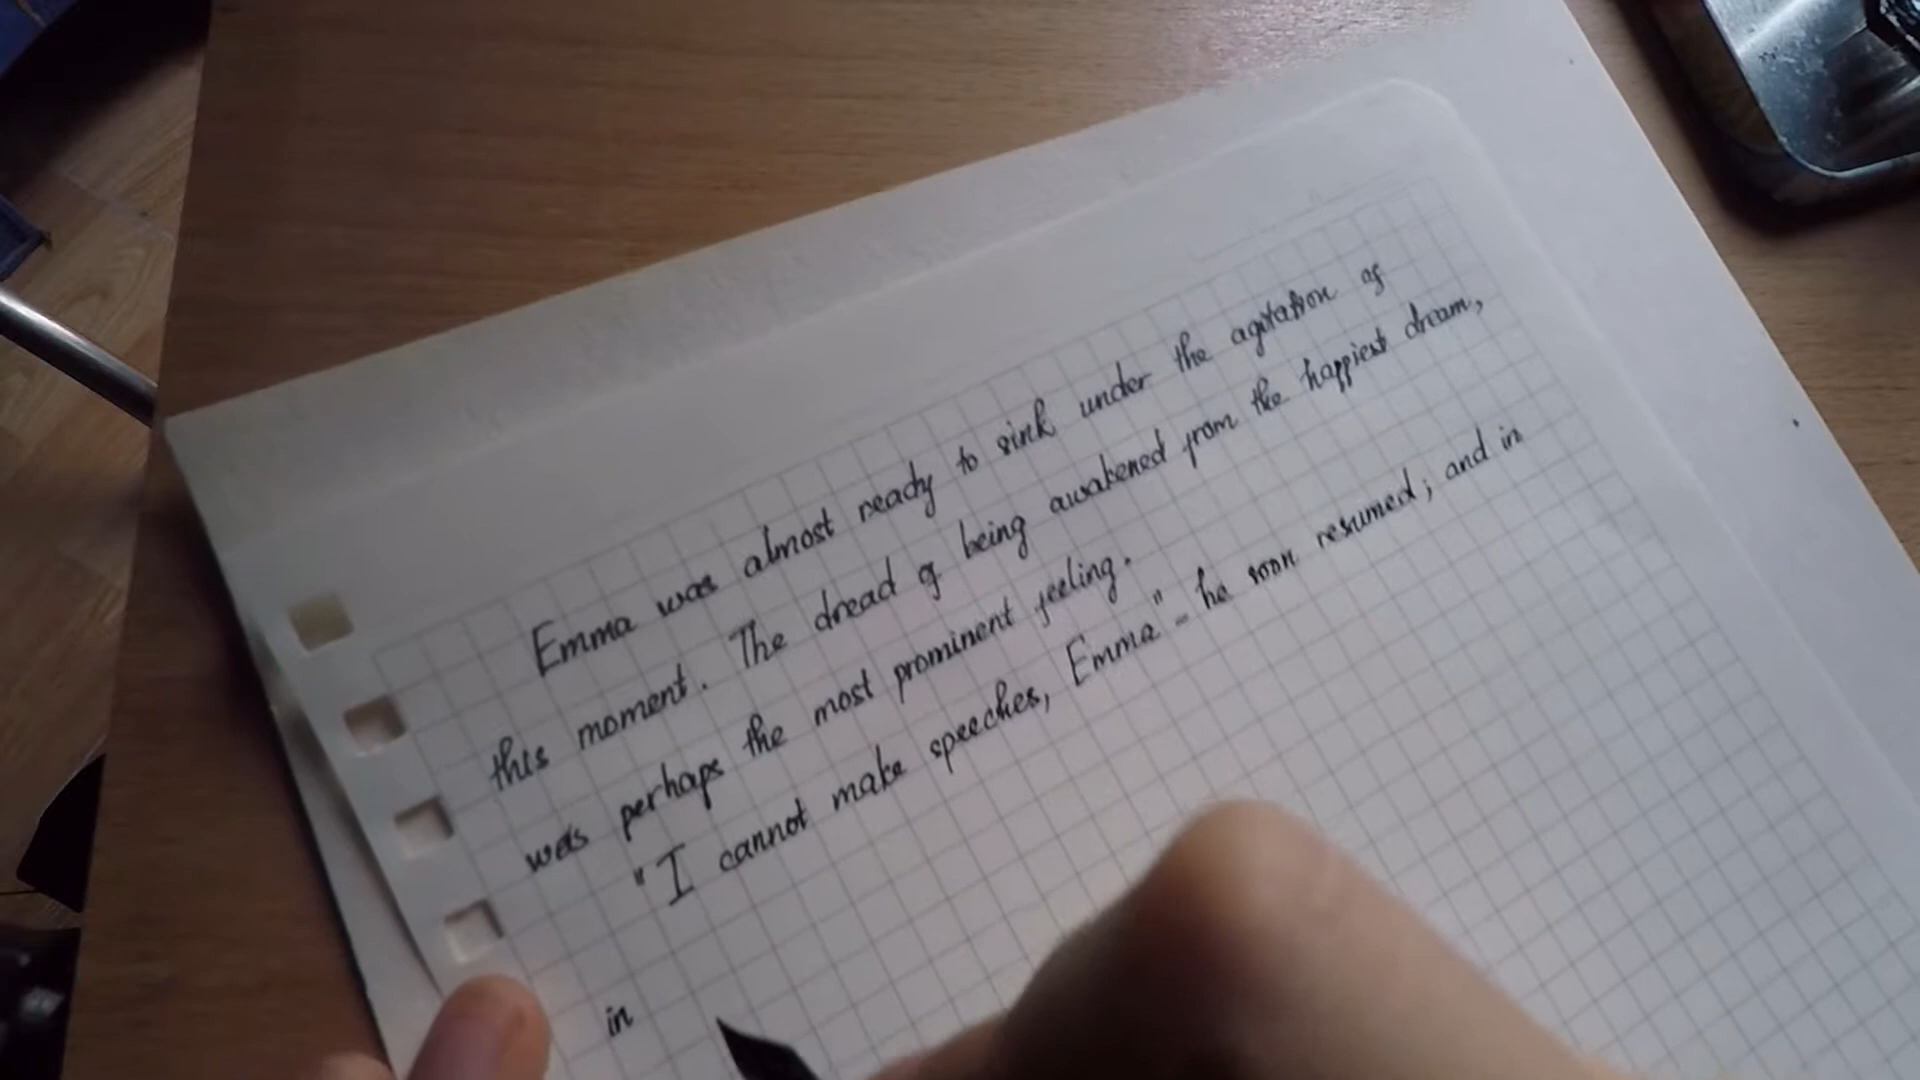 Emma was almost ready to sink under the agitation of
this moment. The dread of being awakened from the happiest dream,
was perhaps the most prominent feeling.
"I cannot make speeches, Emma" - he soon resumed; and in
in